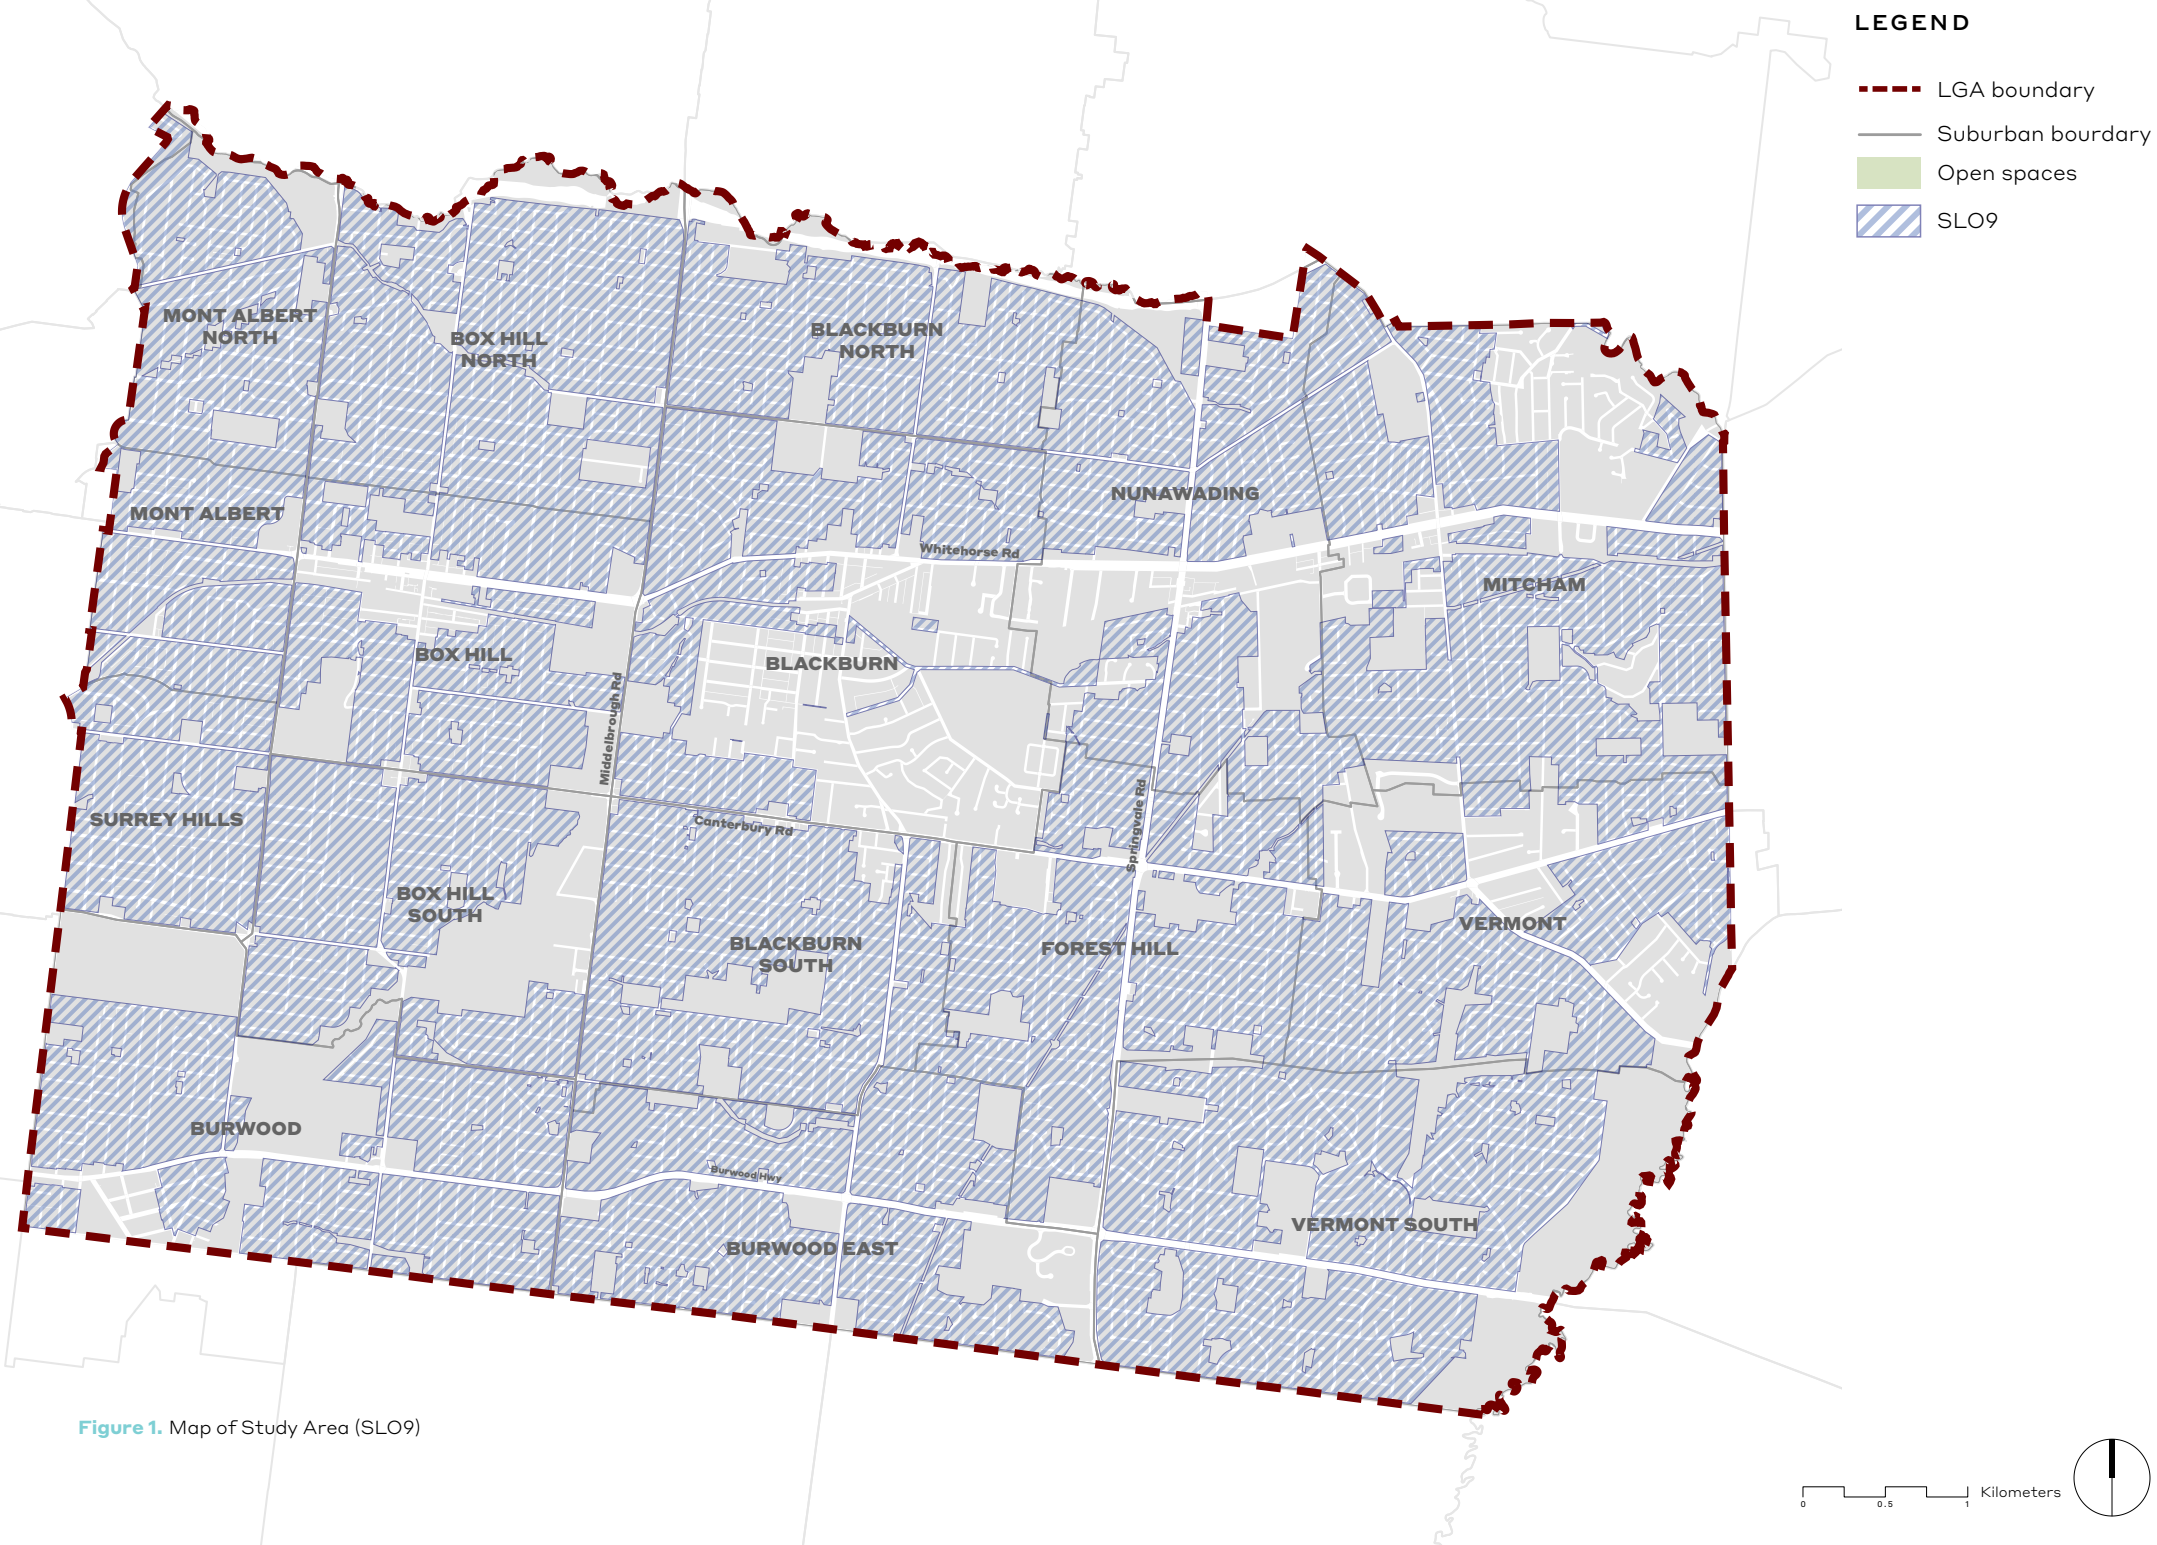 LEGEND
LGA boundary
Suburban bourdary
Open spaces
SLO9
MONT ALBERT
NORTH
BOX HILL
NORTH
BLACKBURN
NORTH
NUNAWADING
MONT ALBERT
Whitehorse Rd
MITCHAM
BOX HILL
BLACKBURN
Middelbrough Rd
SURREY HILLS
Canterbury Rd
Springvale Rd
BOX HILL
SOUTH
BLACKBURN
SOUTH
FOREST HILL
VERMONT
BURWOOD
Burwood Hwy
VERMONT SOUTH
BURWOOD EAST
Figure 1. Map of Study Area (SLO9)
0 0.5 1 Kilometers